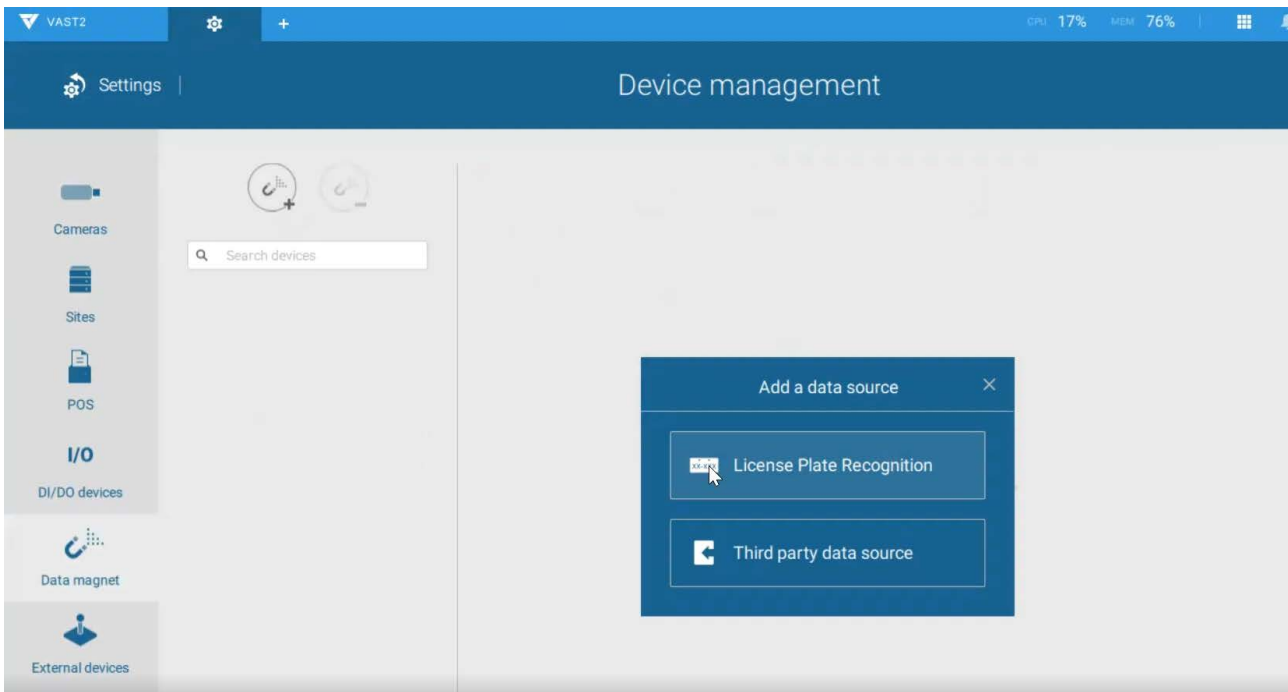 VAST2
+
CPU 17% MEM 76%
Settings
Device management
Cameras
Search devices
Sites
POS
I/O
DI/DO devices
Data magnet
External devices
Add a data source
License Plate Recognition
Third party data source